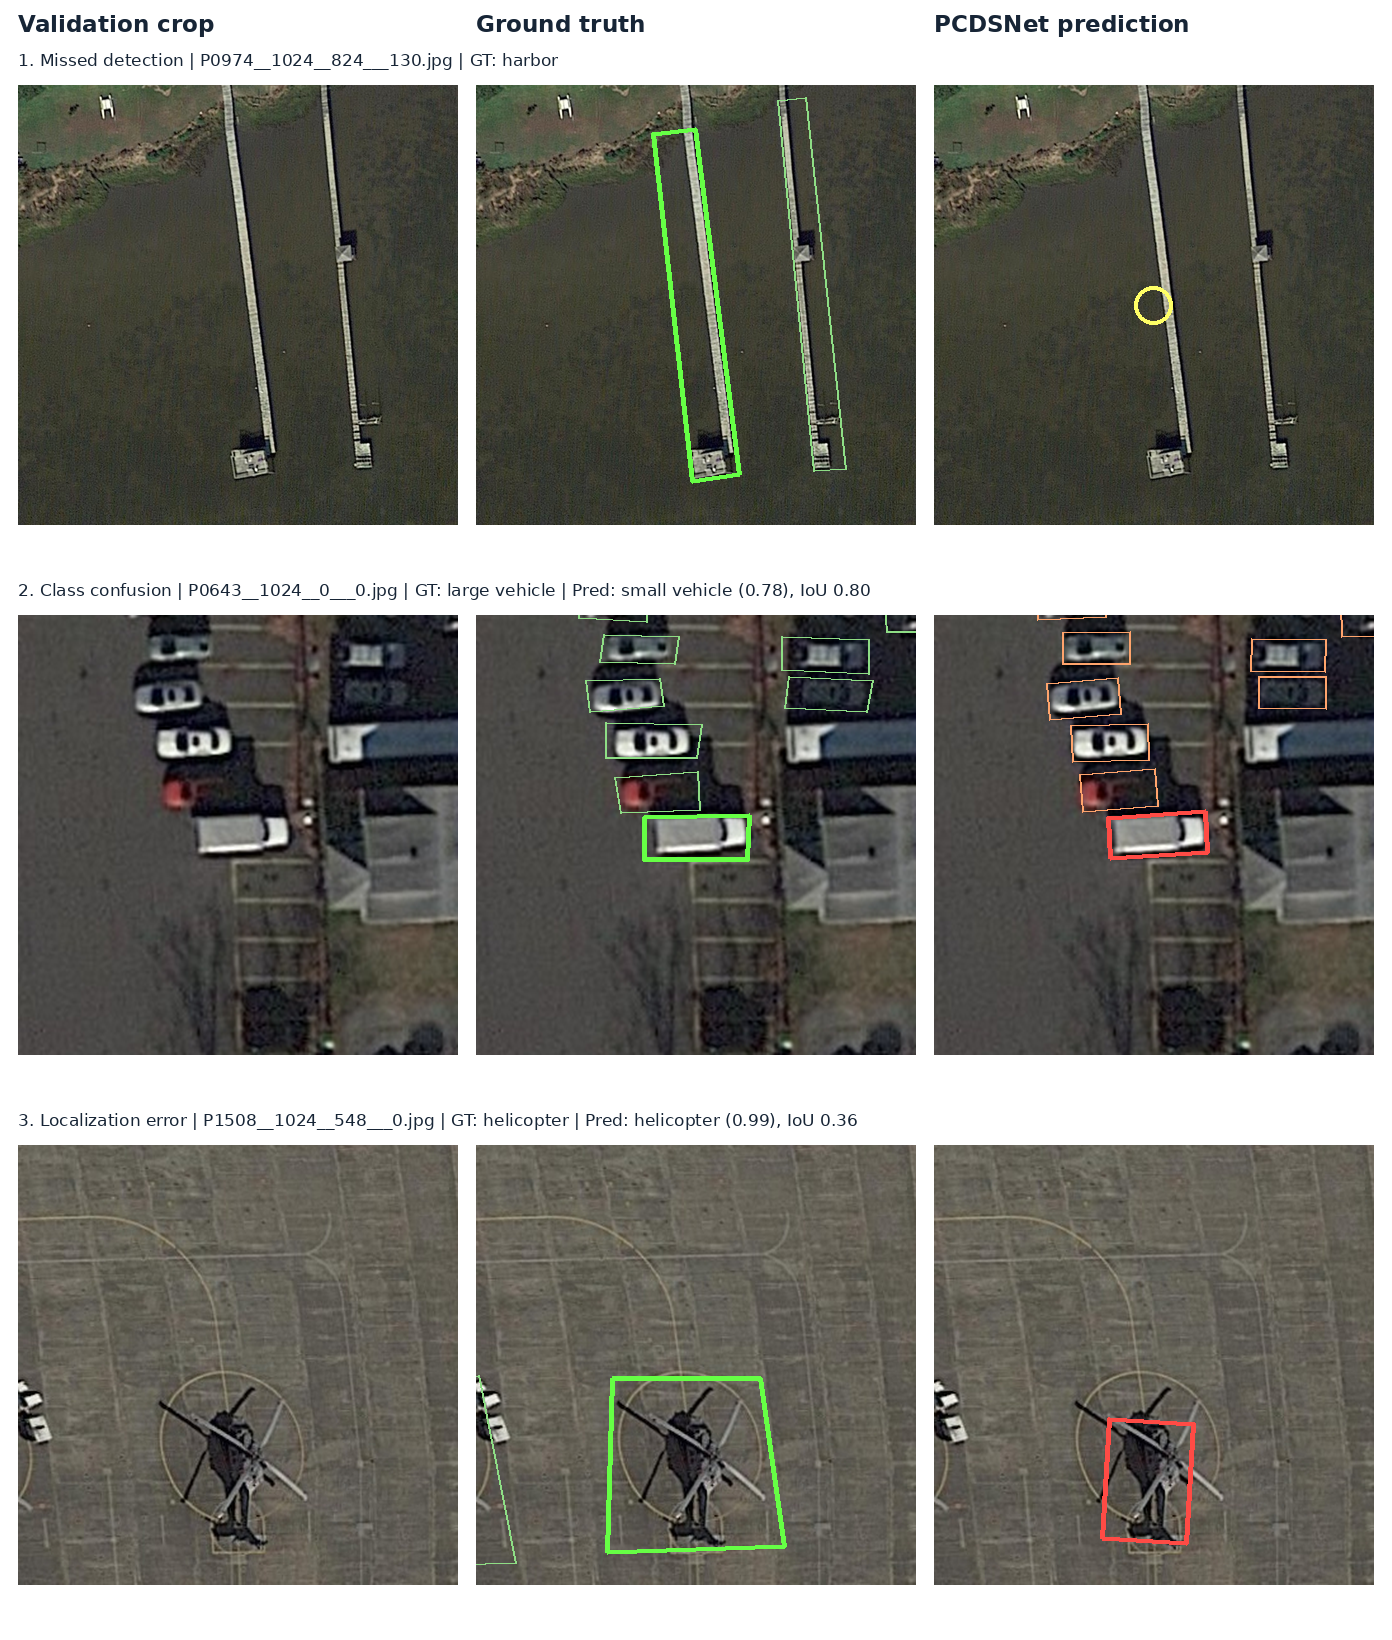 Validation crop
Ground truth
PCDSNet prediction
1. Missed detection | P0974__1024__824___130.jpg | GT: harbor
2. Class confusion | P0643__1024__0___0.jpg | GT: large vehicle | Pred: small vehicle (0.78), IoU 0.80
3. Localization error | P1508__1024__548___0.jpg | GT: helicopter | Pred: helicopter (0.99), IoU 0.36